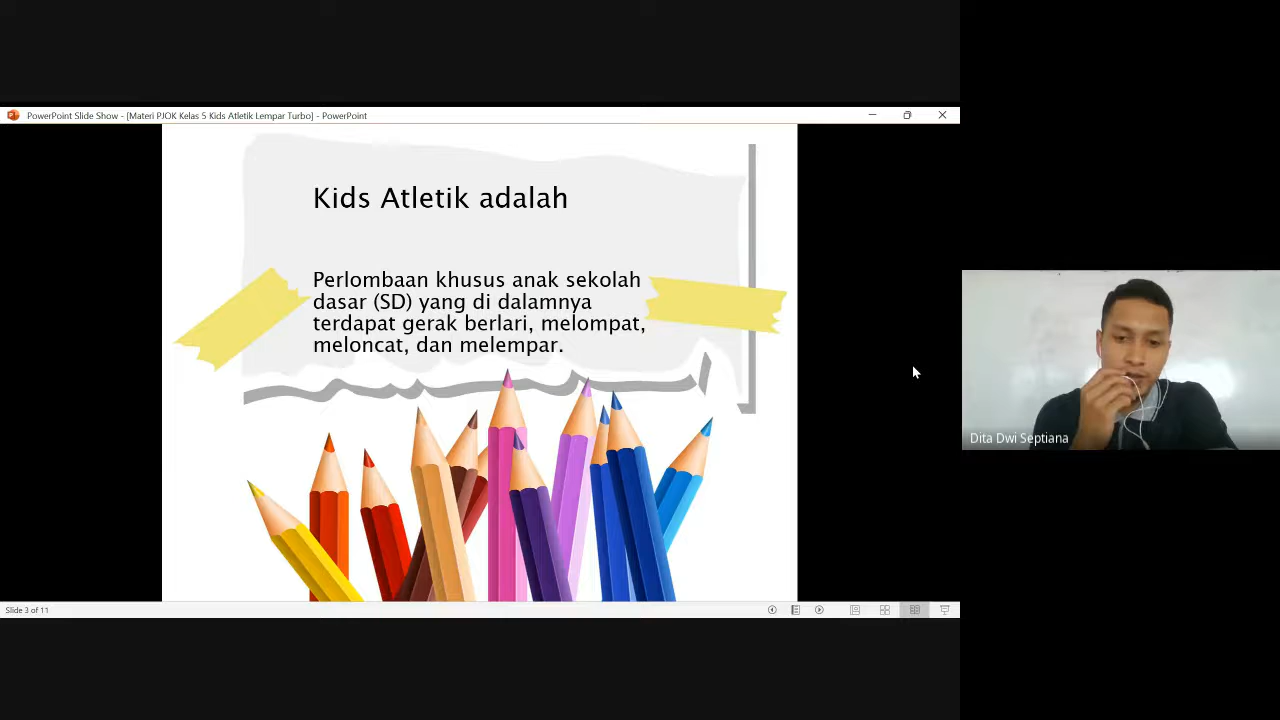 PowerPoint Slide Show - [Materi PJOK Kelas 5 Kids Atletik Lempar Turbo] - PowerPoint
Kids Atletik adalah
Perlombaan khusus anak sekolah
dasar (SD) yang di dalamnya
terdapat gerak berlari, melompat,
meloncat, dan melempar.
Dita Dwi Septiana
Slide 3 of 11